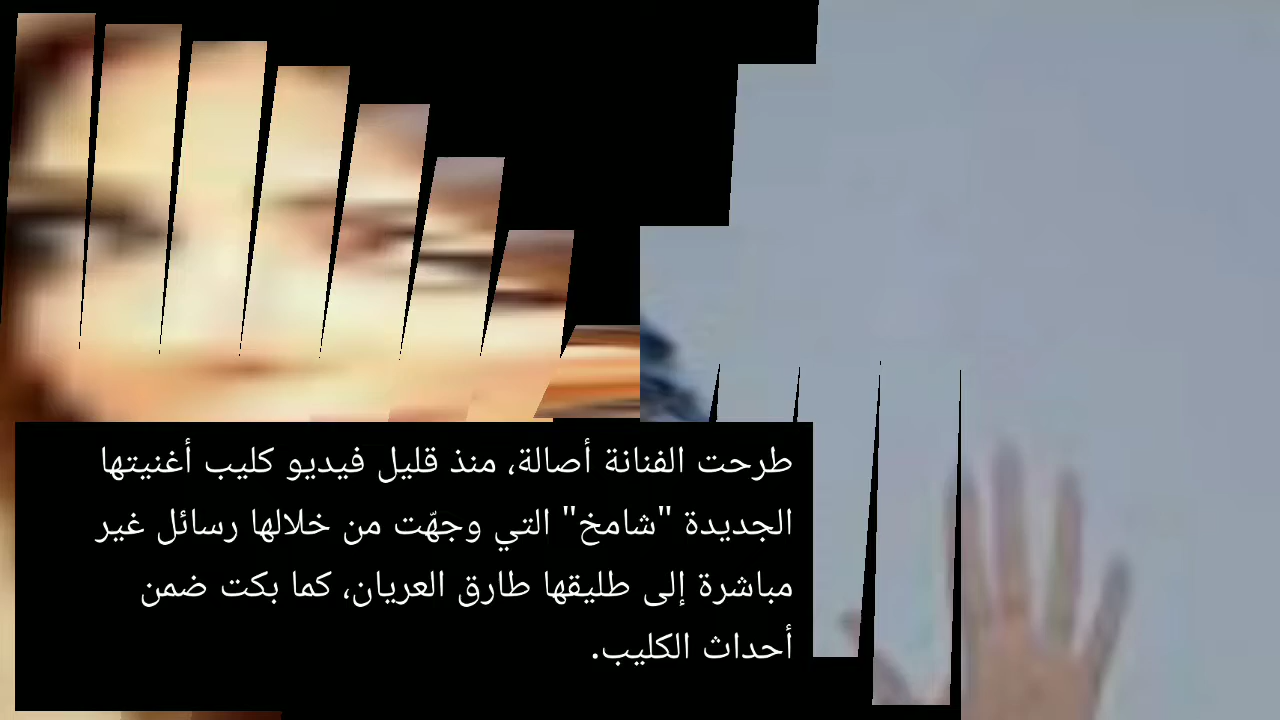 طرحت الفنانة أصالة، منذ قليل فيديو كليب أغنيتها
الجديدة "شامخ" التي وجهّت من خلالها رسائل غير
مباشرة إلى طليقها طارق العريان، كما بكت ضمن
أحداث الكليب.